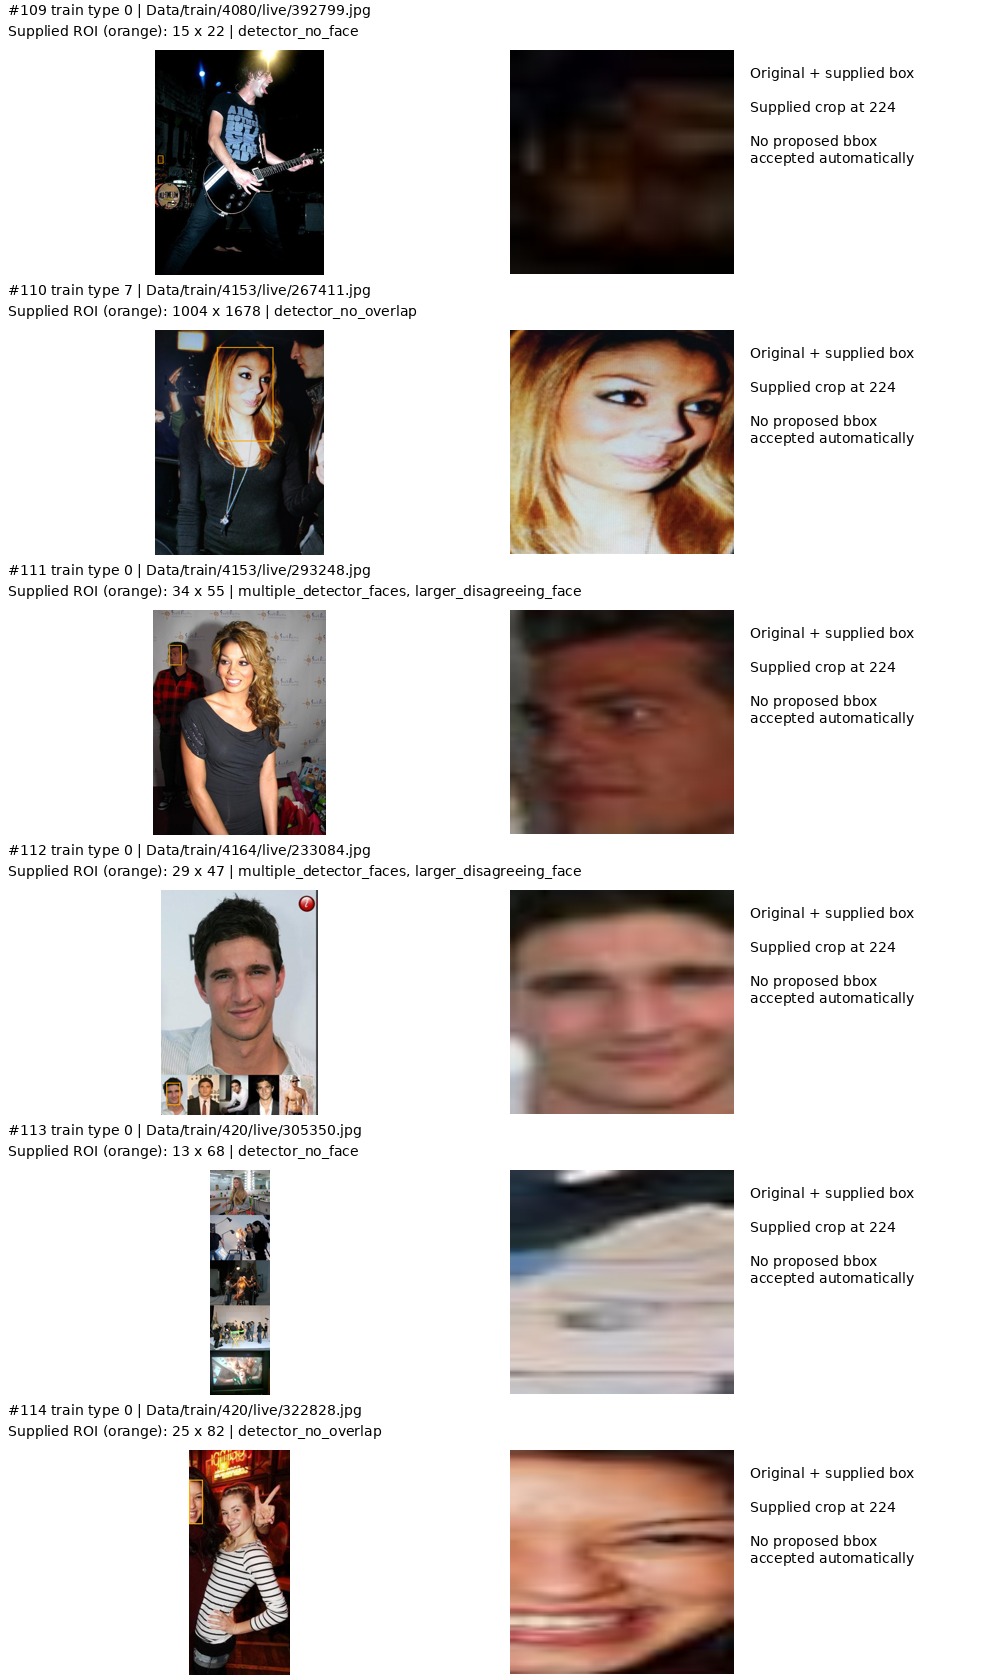 #109 train type 0 | Data/train/4080/live/392799.jpg
Supplied ROI (orange): 15 x 22 | detector_no_face
Original + supplied box
Supplied crop at 224
No proposed bbox
accepted automatically
#110 train type 7 | Data/train/4153/live/267411.jpg
Supplied ROI (orange): 1004 x 1678 | detector_no_overlap
Original + supplied box
Supplied crop at 224
No proposed bbox
accepted automatically
#111 train type 0 | Data/train/4153/live/293248.jpg
Supplied ROI (orange): 34 x 55 | multiple_detector_faces, larger_disagreeing_face
Original + supplied box
Supplied crop at 224
No proposed bbox
accepted automatically
#112 train type 0 | Data/train/4164/live/233084.jpg
Supplied ROI (orange): 29 x 47 | multiple_detector_faces, larger_disagreeing_face
Original + supplied box
Supplied crop at 224
No proposed bbox
accepted automatically
#113 train type 0 | Data/train/420/live/305350.jpg
Supplied ROI (orange): 13 x 68 | detector_no_face
Original + supplied box
Supplied crop at 224
No proposed bbox
accepted automatically
#114 train type 0 | Data/train/420/live/322828.jpg
Supplied ROI (orange): 25 x 82 | detector_no_overlap
Original + supplied box
Supplied crop at 224
No proposed bbox
accepted automatically